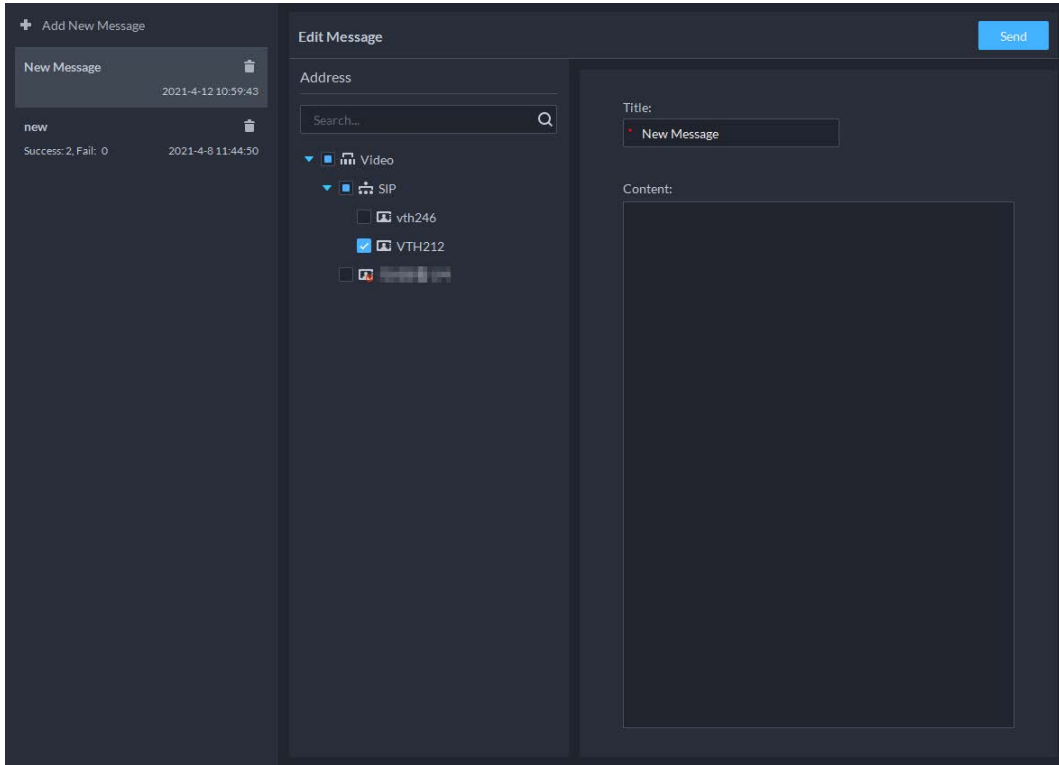 Add New Message
New Message
2021-4-12 10:59:43
new
Success: 2, Fail: 0 2021-4-8 11:44:50
Edit Message
Send
Address
Search...
Video
SIP
vth246
VTH212
Title:
* New Message
Content: